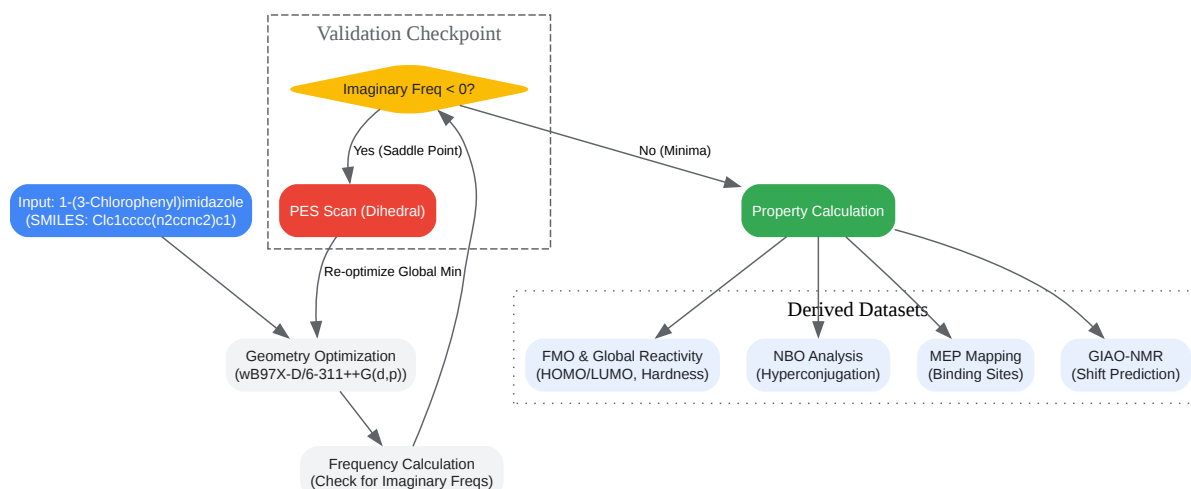 Validation Checkpoint
Imaginary Freq < 0?
Yes (Saddle Point)
No (Minima)
Input: 1-(3-Chlorophenyl)imidazole
(SMILES: Clc1cccc(n2ccnc2)c1)
PES Scan (Dihedral)
Property Calculation
Re-optimize Global Min
Derived Datasets
Geometry Optimization
(wB97X-D/6-311++G(d,p))
FMO & Global Reactivity
(HOMO/LUMO, Hardness)
NBO Analysis
(Hyperconjugation)
MEP Mapping
(Binding Sites)
GIAO-NMR
(Shift Prediction)
Frequency Calculation
(Check for Imaginary Freqs)